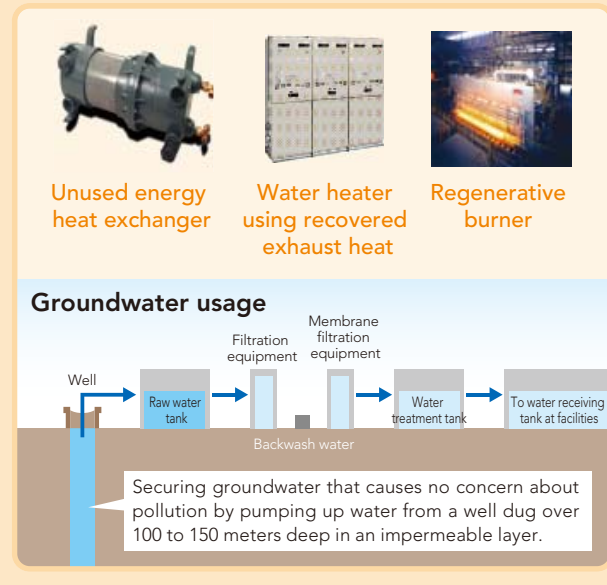 Unused energy
heat exchanger
Water heater
using recovered
exhaust heat
Regenerative
burner
Groundwater usage
Well
Raw water
tank
Filtration
equipment
Backwash water
Membrane
filtration
equipment
Water
treatment tank
To water receiving
tank at facilities
Securing groundwater that causes no concern about
pollution by pumping up water from a well dug over
100 to 150 meters deep in an impermeable layer.